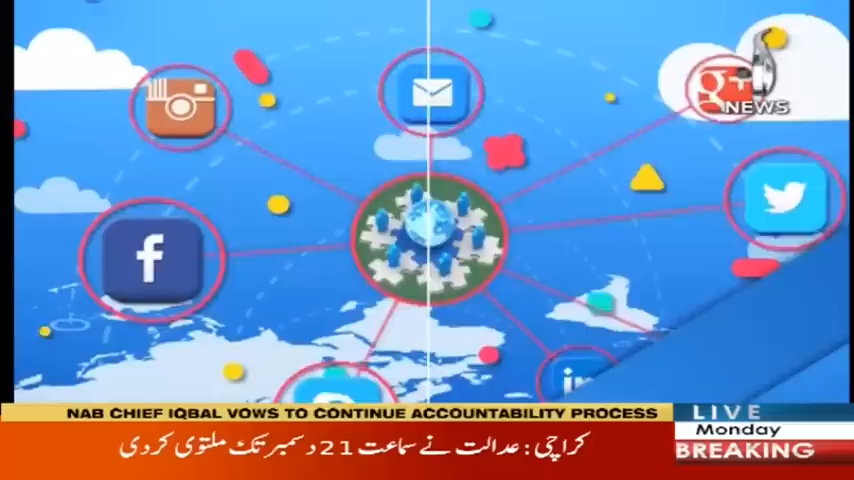 g+
NEWS
f
in
NAB CHIEF IQBAL VOWS TO CONTINUE ACCOUNTABILITY PROCESS
LIVE
Monday
کراچی : عدالت نے سماعت 21 دسمبر تک ملتوی کردی
BREAKING